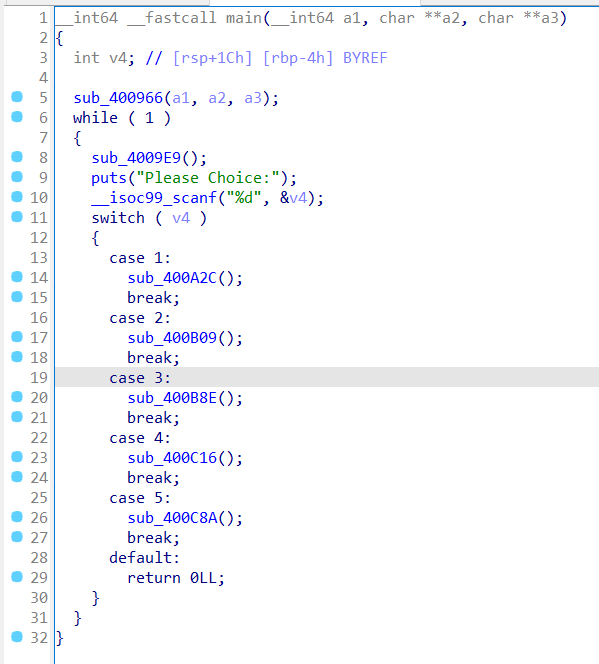 1 __int64 __fastcall main(__int64 a1, char **a2, char **a3)
2 {
3   int v4; // [rsp+1Ch] [rbp-4h] BYREF
4
5   sub_400966(a1, a2, a3);
6   while ( 1 )
7   {
8     sub_4009E9();
9     puts("Please Choice:");
10     __isoc99_scanf("%d", &v4);
11     switch ( v4 )
12     {
13       case 1:
14         sub_400A2C();
15         break;
16       case 2:
17         sub_400B09();
18         break;
19       case 3:
20         sub_400B8E();
21         break;
22       case 4:
23         sub_400C16();
24         break;
25       case 5:
26         sub_400C8A();
27         break;
28       default:
29         return 0LL;
30     }
31   }
32 }